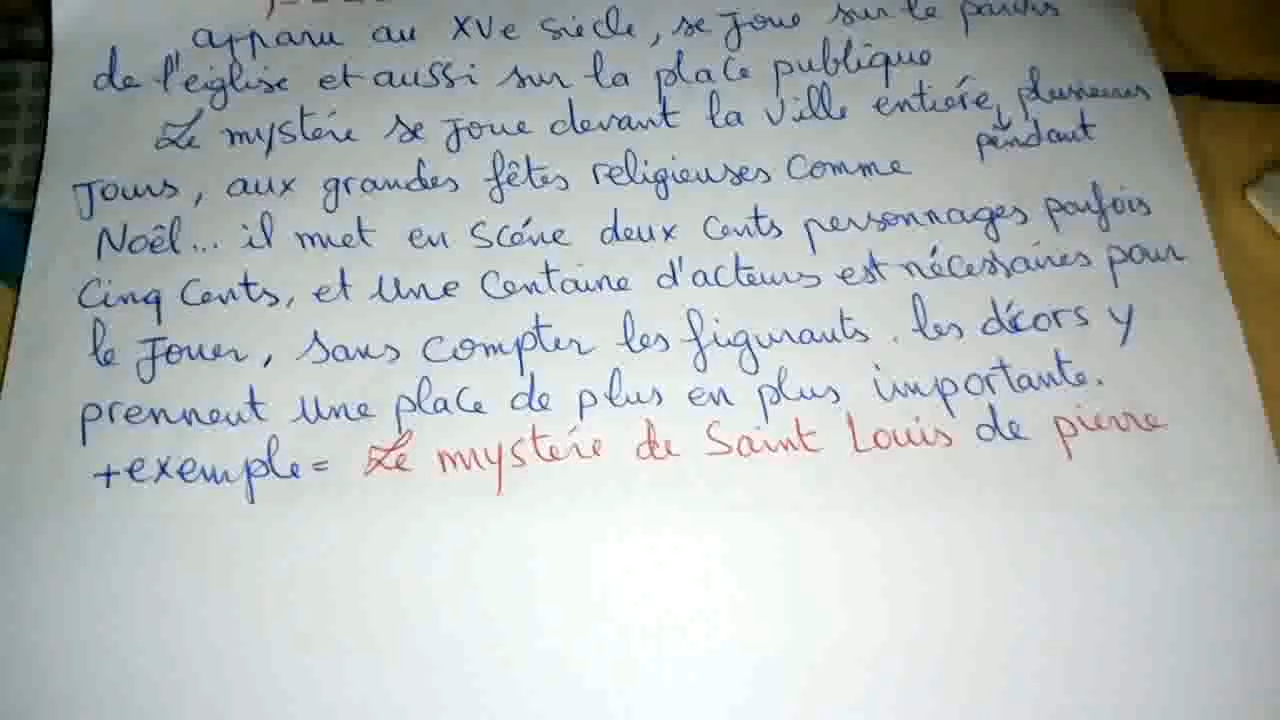 apparu au XVe siècle, se joue sur le parvis
de l'église et aussi sur la place publique
Le mystère se joue devant la ville entière, plusieurs
pendant
Jours, aux grandes fêtes religieuses comme
Noël... il met en scène deux cents personnages parfois
cinq cents, et une centaine d'acteurs est nécessaires pour
le jouer, sans compter les figurants. les décors y
prennent une place de plus en plus importante.
+exemple= Le mystère de Saint Louis de pierre